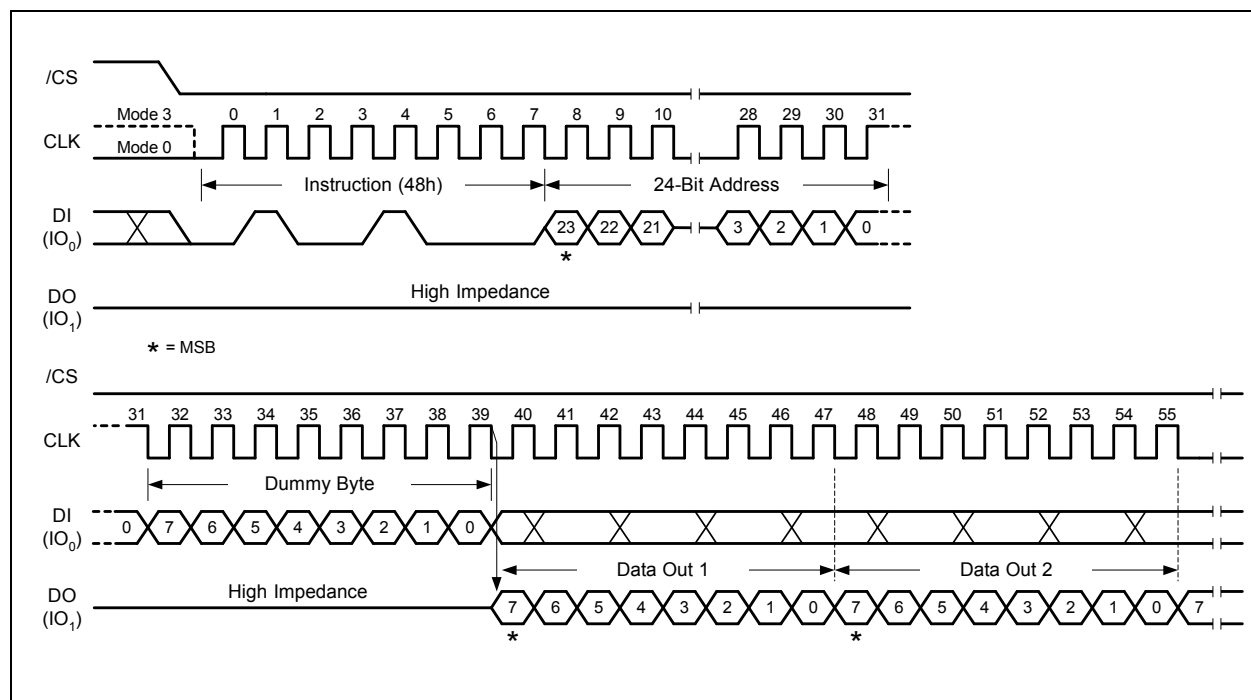 /CS
Mode 3 0 1 2 3 4 5 6 7 8 9 10 28 29 30 31
CLK
Mode 0
Instruction (48h) 24-Bit Address
DI
(IO0)
23 22 21 3 2 1 0
*
High Impedance
DO
(IO1)
* = MSB
/CS
31 32 33 34 35 36 37 38 39 40 41 42 43 44 45 46 47 48 49 50 51 52 53 54 55
CLK
Dummy Byte
DI
(IO0)
0 7 6 5 4 3 2 1 0
Data Out 1 Data Out 2
High Impedance
DO
(IO1)
7 6 5 4 3 2 1 0 7 6 5 4 3 2 1 0 7
* *